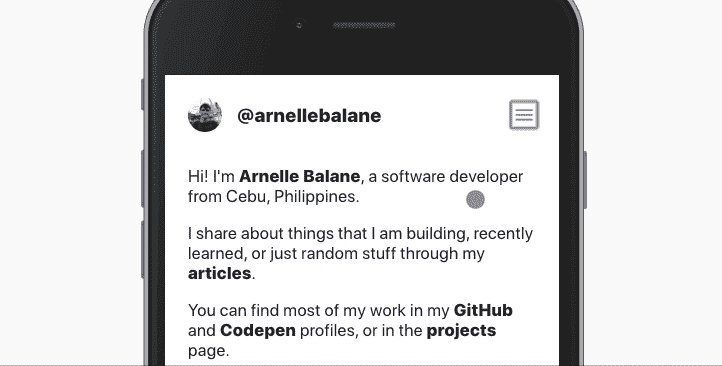 @arnellebalane
Hi! I'm Arnelle Balane, a software developer
from Cebu, Philippines.
I share about things that I am building, recently
learned, or just random stuff through my
articles.
You can find most of my work in my GitHub
and Codepen profiles, or in the projects
page.